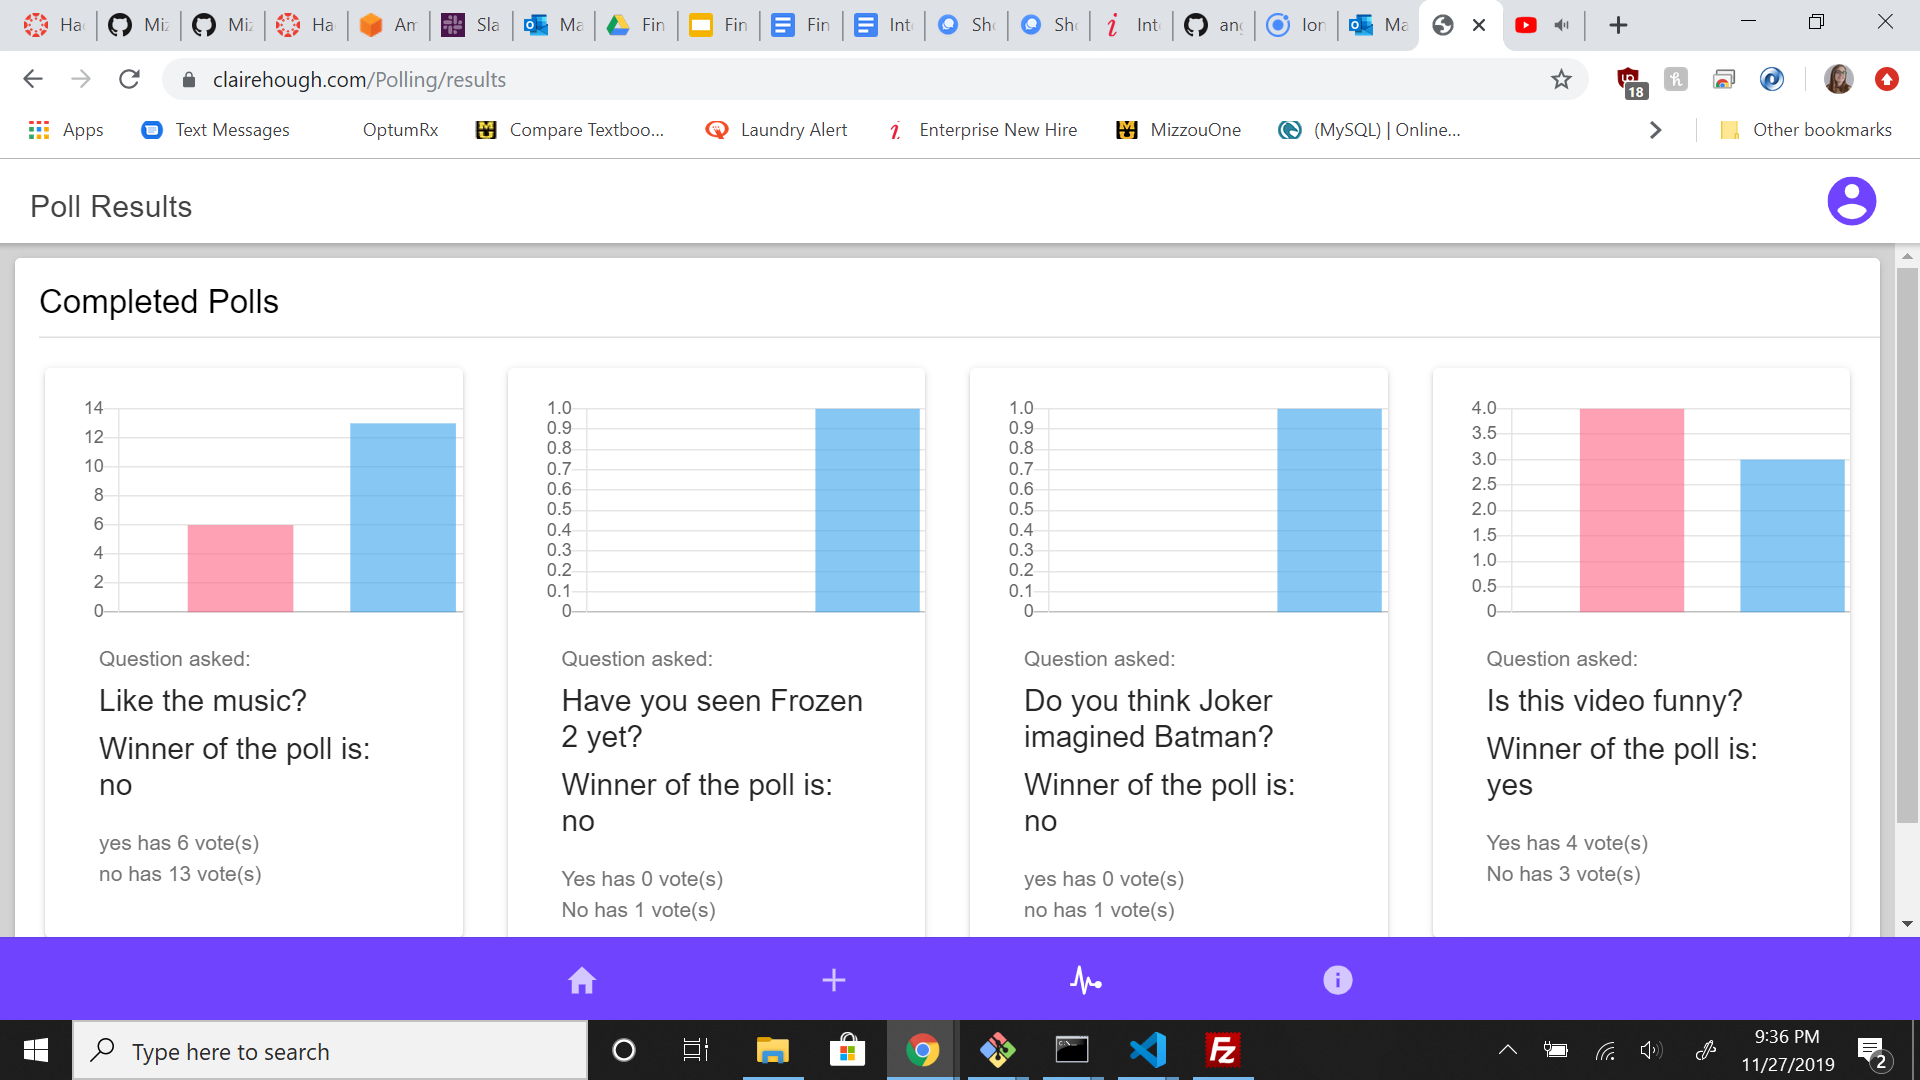 Ha
Miz
Miz
Ha
Am
Sla
Ma
Fin
Fin
Fin
Int
Sho
Sho
Int
ang
Ion
Ma
clairehough.com/Polling/results
18
Apps
Text Messages
OptumRx
Compare Textboo...
Laundry Alert
Enterprise New Hire
MizzouOne
(MySQL) | Online...
Other bookmarks
Poll Results
Completed Polls
14
12
10
8
6
4
2
0
Question asked:
Like the music?
Winner of the poll is:
no
yes has 6 vote(s)
no has 13 vote(s)
1.0
0.9
0.8
0.7
0.6
0.5
0.4
0.3
0.2
0.1
0
Question asked:
Have you seen Frozen
2 yet?
Winner of the poll is:
no
Yes has 0 vote(s)
No has 1 vote(s)
1.0
0.9
0.8
0.7
0.6
0.5
0.4
0.3
0.2
0.1
0
Question asked:
Do you think Joker
imagined Batman?
Winner of the poll is:
no
yes has 0 vote(s)
no has 1 vote(s)
4.0
3.5
3.0
2.5
2.0
1.5
1.0
0.5
0
Question asked:
Is this video funny?
Winner of the poll is:
yes
Yes has 4 vote(s)
No has 3 vote(s)
Type here to search
9:36 PM
11/27/2019
2